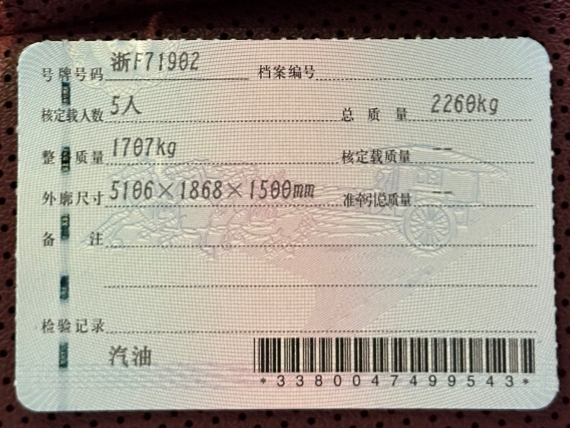 号牌号码 浙F71902 档案编号
核定载人数 5人 总质量 2260kg
整备质量 1707kg 核定载质量 --
外廓尺寸 5106×1868×1500mm 准牵引总质量 --
备注
检验记录
汽油
*3380047499543*